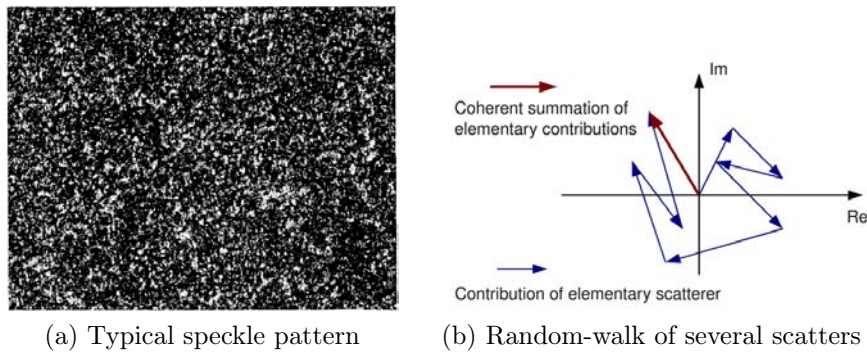 Im
Coherent summation of
elementary contributions
Re
Contribution of elementary scatterer
(a) Typical speckle pattern
(b) Random-walk of several scatters